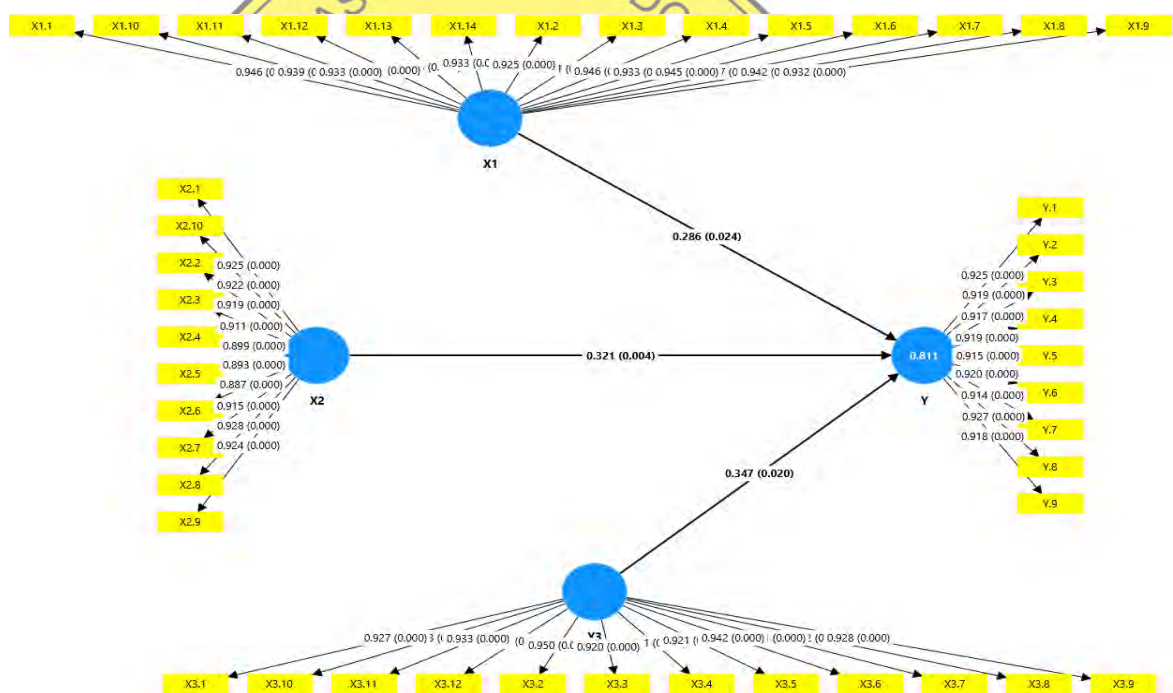 X1.1 X1.10 X1.11 X1.12 X1.13 X1.14 X1.2 X1.3 X1.4 X1.5 X1.6 X1.7 X1.8 X1.9
0.946 0.939 0.933 (0.000) (0.000) 0.933 0.925 (0.000) 0.946 0.933 0.945 (0.000) 0.942 0.932 (0.000)
X1
0.286 (0.024)
X2.1
X2.10
X2.2
X2.3
X2.4
X2.5
X2.6
X2.7
X2.8
X2.9
0.925 (0.000)
0.922 (0.000)
0.919 (0.000)
0.911 (0.000)
0.899 (0.000)
0.893 (0.000)
0.887 (0.000)
0.915 (0.000)
0.928 (0.000)
0.924 (0.000)
X2
0.321 (0.004)
0.811
Y
0.925 (0.000)
0.919 (0.000)
0.917 (0.000)
0.919 (0.000)
0.915 (0.000)
0.920 (0.000)
0.914 (0.000)
0.927 (0.000)
0.918 (0.000)
Y.1
Y.2
Y.3
Y.4
Y.5
Y.6
Y.7
Y.8
Y.9
0.347 (0.020)
X3
0.927 (0.000) 0.933 (0.000) 0.950 0.920 (0.000) 0.921 0.942 (0.000) 0.928 (0.000)
X3.1 X3.10 X3.11 X3.12 X3.2 X3.3 X3.4 X3.5 X3.6 X3.7 X3.8 X3.9